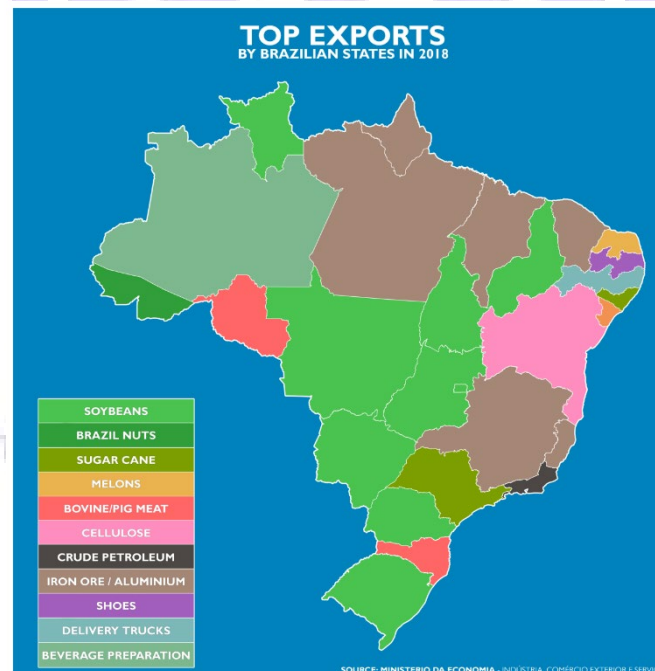 TOP EXPORTS
BY BRAZILIAN STATES IN 2018
SOYBEANS
BRAZIL NUTS
SUGAR CANE
MELONS
BOVINE/PIG MEAT
CELLULOSE
CRUDE PETROLEUM
IRON ORE / ALUMINIUM
SHOES
DELIVERY TRUCKS
BEVERAGE PREPARATION
SOURCE: MINISTERIO DA ECONOMIA - INDÚSTRIA, COMÉRCIO EXTERIOR E SERVI